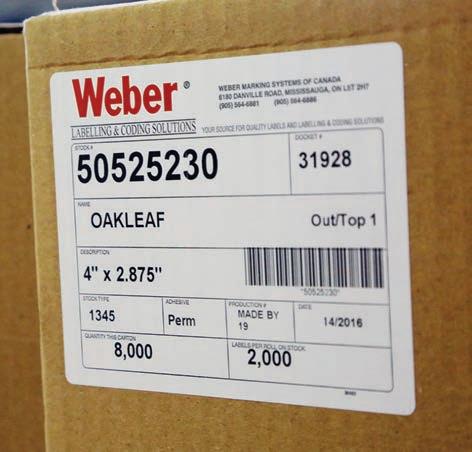 Weber®
WEBER MARKING SYSTEMS OF CANADA
6180 DANVILLE ROAD, MISSISSAUGA, ON L5T 2H7
(905) 564-6881 (905) 564-6886
LABELLING & CODING SOLUTIONS
YOUR SOURCE FOR QUALITY LABELS AND LABELLING & CODING SOLUTIONS
STOCK #
50525230
DOCKET #
31928
NAME
OAKLEAF
Out/Top 1
DESCRIPTION
4" x 2.875"
*50525230*
STOCK TYPE
1345
ADHESIVE
Perm
PRODUCTION #
MADE BY
19
DATE
14/2016
QUANTITY THIS CARTON
8,000
LABELS PER ROLL ON STOCK
2,000